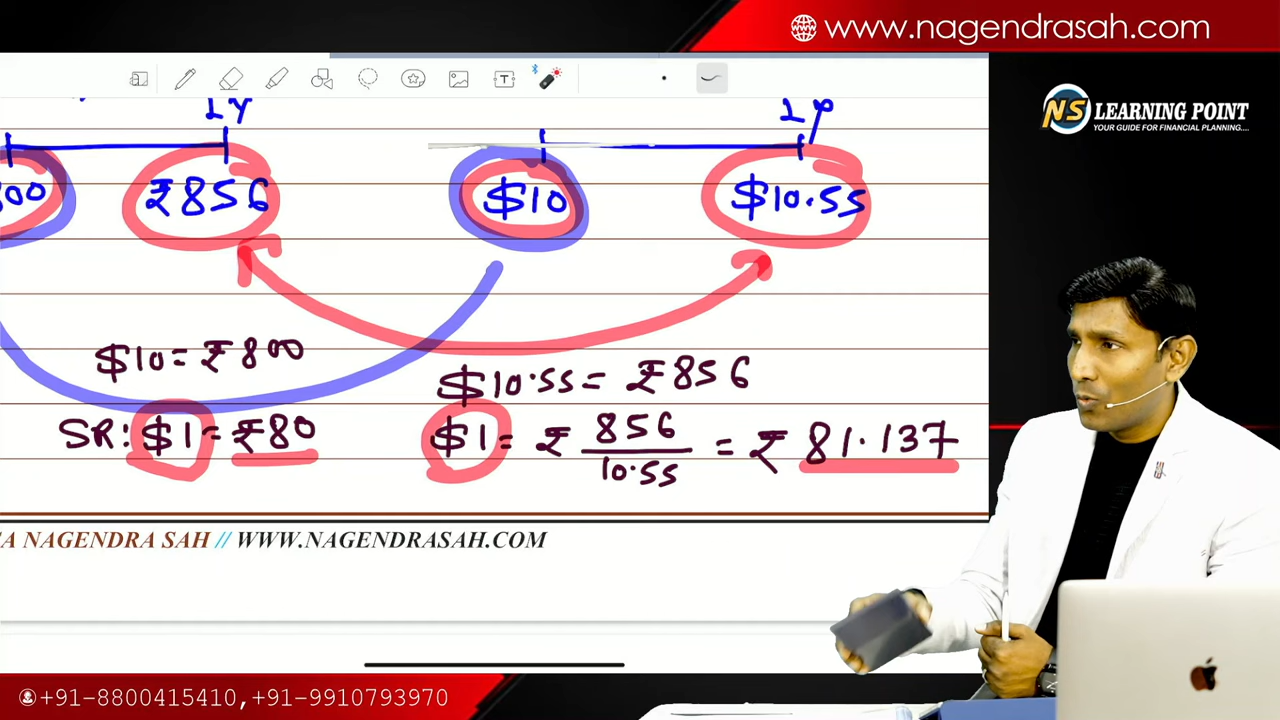 www.nagendrasah.com
NS LEARNING POINT
YOUR GUIDE FOR FINANCIAL PLANNING....
1Y 1Y
₹856 $10 $10.55
$10 = ₹800
$10.55 = ₹856
SR: $1 = ₹80
$1 = ₹ 856/10.55 = ₹ 81.137
A NAGENDRA SAH // WWW.NAGENDRASAH.COM
+91-8800415410,+91-9910793970